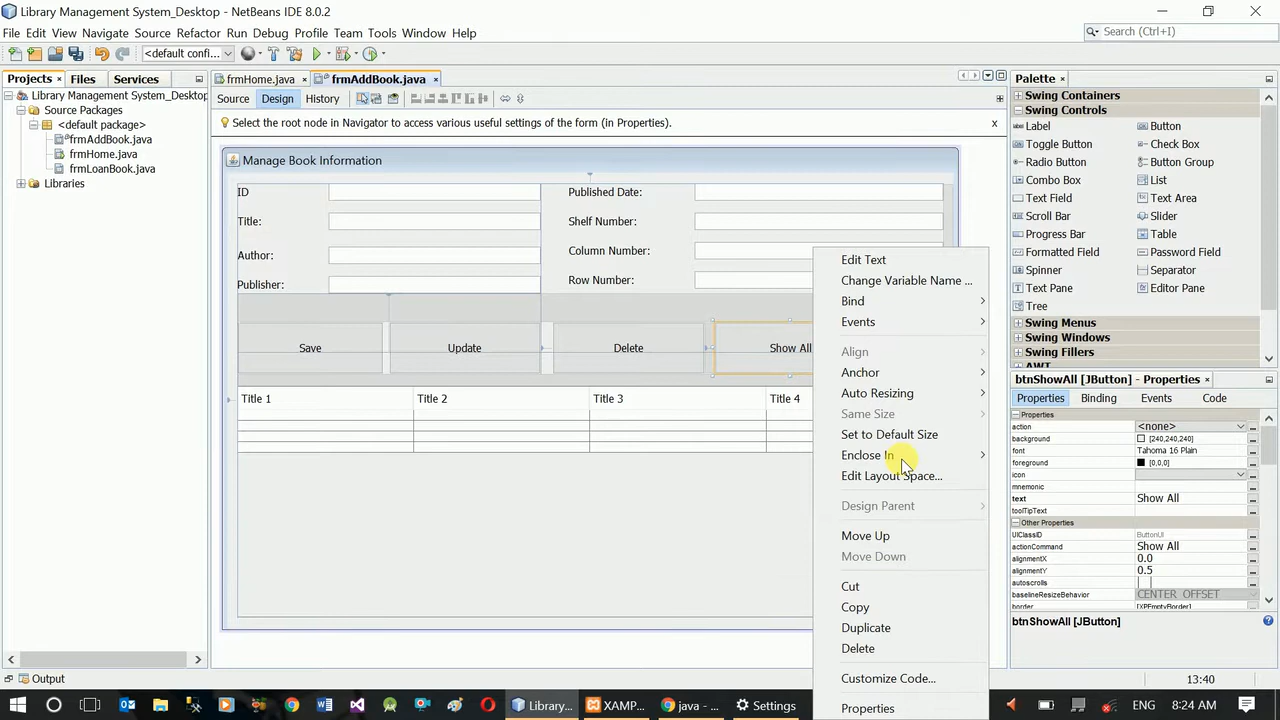 Library Management System_Desktop - NetBeans IDE 8.0.2
File Edit View Navigate Source Refactor Run Debug Profile Team Tools Window Help
Search (Ctrl+I)
<default confi...
Projects Files Services
Library Management System_Desktop
Source Packages
<default package>
frmAddBook.java
frmHome.java
frmLoanBook.java
Libraries
frmHome.java frmAddBook.java
Source Design History
Select the root node in Navigator to access various useful settings of the form (in Properties).
Manage Book Information
ID Published Date:
Title: Shelf Number:
Author: Column Number:
Publisher: Row Number:
Save Update Delete Show All
Title 1 Title 2 Title 3 Title 4
Edit Text
Change Variable Name ...
Bind
Events
Align
Anchor
Auto Resizing
Same Size
Set to Default Size
Enclose In
Edit Layout Space...
Design Parent
Move Up
Move Down
Cut
Copy
Duplicate
Delete
Customize Code...
Properties
Palette
Swing Containers
Swing Controls
Label Button
Toggle Button Check Box
Radio Button Button Group
Combo Box List
Text Field Text Area
Scroll Bar Slider
Progress Bar Table
Formatted Field Password Field
Spinner Separator
Text Pane Editor Pane
Tree
Swing Menus
Swing Windows
Swing Fillers
AWT
btnShowAll [JButton] - Properties
Properties Binding Events Code
Properties
action <none>
background [240,240,240]
font Tahoma 16 Plain
foreground [0,0,0]
icon
mnemonic
text Show All
toolTipText
Other Properties
UIClassID ButtonUI
actionCommand Show All
alignmentX 0.0
alignmentY 0.5
autoscrolls
baselineResizeBehavior CENTER_OFFSET
border [XPEmptyBorder]
btnShowAll [JButton]
Output
13:40
Library... XAMP... java - ... Settings
ENG 8:24 AM